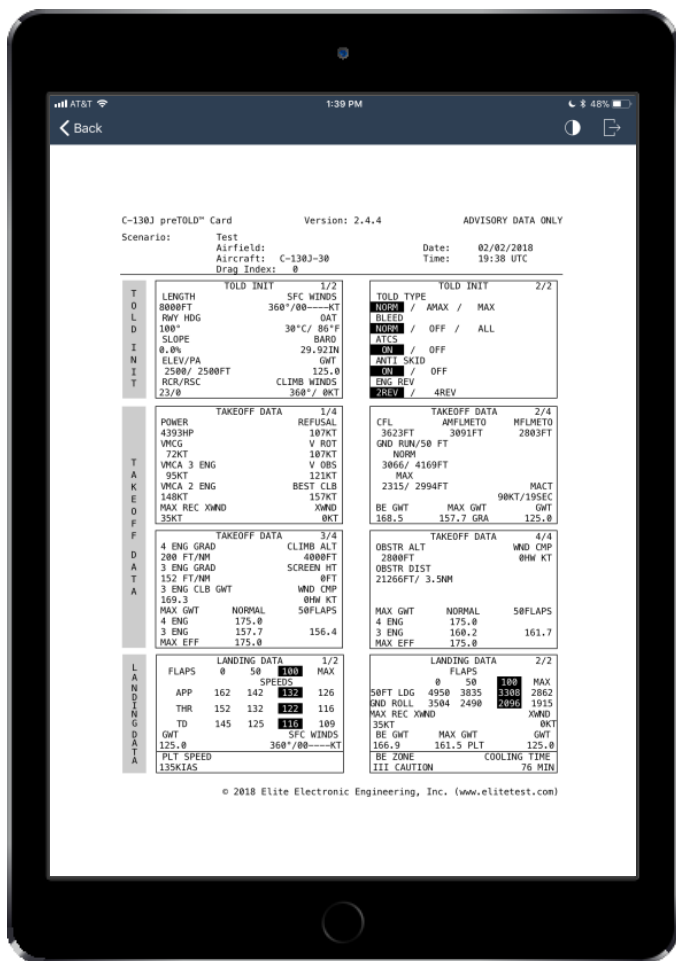 AT&T 1:39 PM 48%
Back
C-130J preTOLD™ Card Version: 2.4.4 ADVISORY DATA ONLY
Scenario: Test
Airfield: Date: 02/02/2018
Aircraft: C-130J-30 Time: 19:38 UTC
Drag Index: 0
TOLD INIT
TOLD INIT 1/2
LENGTH SFC WINDS
8000FT 360°/00----KT
RWY HDG OAT
100° 30°C/ 86°F
SLOPE BARO
0.0% 29.92IN
ELEV/PA GWT
2500/ 2500FT 125.0
RCR/RSC CLIMB WINDS
23/0 360°/ 0KT
TOLD INIT 2/2
TOLD TYPE
NORM / AMAX / MAX
BLEED
NORM / OFF / ALL
ATCS
ON / OFF
ANTI SKID
ON / OFF
ENG REV
2REV / 4REV
TAKEOFF DATA
TAKEOFF DATA 1/4
POWER REFUSAL
4393HP 107KT
VMCG V ROT
72KT 107KT
VMCA 3 ENG V OBS
95KT 121KT
VMCA 2 ENG BEST CLB
148KT 157KT
MAX REC XWND XWND
35KT 0KT
TAKEOFF DATA 2/4
CFL AMFLMETO MFLMETO
3623FT 3091FT 2803FT
GND RUN/50 FT
NORM
3066/ 4169FT
MAX
2315/ 2994FT MACT
90KT/19SEC
BE GWT MAX GWT GWT
168.5 157.7 GRA 125.0
TAKEOFF DATA 3/4
4 ENG GRAD CLIMB ALT
200 FT/NM 4000FT
3 ENG GRAD SCREEN HT
152 FT/NM 0FT
3 ENG CLB GWT WND CMP
169.3 0HW KT
MAX GWT NORMAL 50FLAPS
4 ENG 175.0
3 ENG 157.7 156.4
MAX EFF 175.0
TAKEOFF DATA 4/4
OBSTR ALT WND CMP
2800FT 0HW KT
OBSTR DIST
21266FT/ 3.5NM
MAX GWT NORMAL 50FLAPS
4 ENG 175.0
3 ENG 160.2 161.7
MAX EFF 175.0
LANDING DATA
LANDING DATA 1/2
FLAPS 0 50 100 MAX
SPEEDS
APP 162 142 132 126
THR 152 132 122 116
TD 145 125 116 109
GWT SFC WINDS
125.0 360°/00----KT
PLT SPEED
135KIAS
LANDING DATA 2/2
FLAPS
0 50 100 MAX
50FT LDG 4950 3835 3308 2862
GND ROLL 3504 2490 2096 1915
MAX REC XWND XWND
35KT 0KT
BE GWT MAX GWT GWT
166.9 161.5 PLT 125.0
BE ZONE COOLING TIME
III CAUTION 76 MIN
© 2018 Elite Electronic Engineering, Inc. (www.elitetest.com)